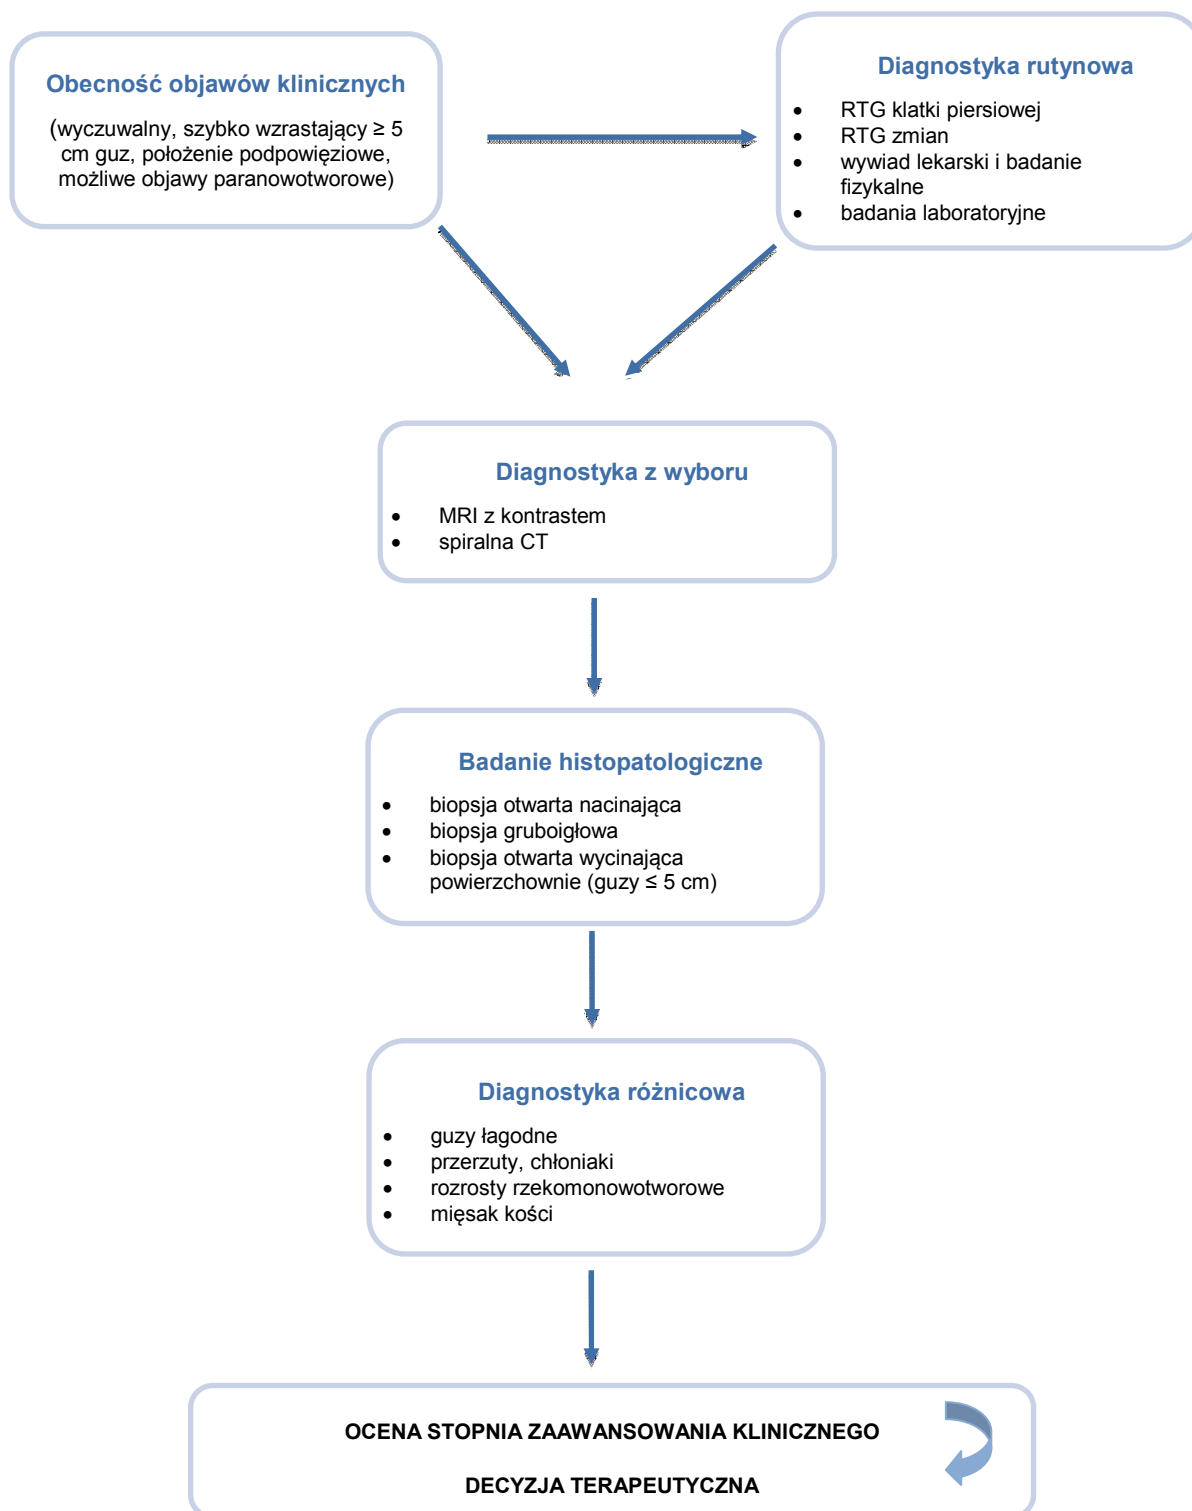 Obecność objawów klinicznych
(wyczuwalny, szybko wzrastający ≥ 5
cm guz, położenie podpowięziowe,
możliwe objawy paranowotworowe)
Diagnostyka rutynowa
• RTG klatki piersiowej
• RTG zmian
• wywiad lekarski i badanie
fizykalne
• badania laboratoryjne
Diagnostyka z wyboru
• MRI z kontrastem
• spiralna CT
Badanie histopatologiczne
• biopsja otwarta nacinająca
• biopsja gruboigłowa
• biopsja otwarta wycinająca
powierzchownie (guzy ≤ 5 cm)
Diagnostyka różnicowa
• guzy łagodne
• przerzuty, chłoniaki
• rozrosty rzekomonowotworowe
• mięsak kości
OCENA STOPNIA ZAAWANSOWANIA KLINICZNEGO
DECYZJA TERAPEUTYCZNA